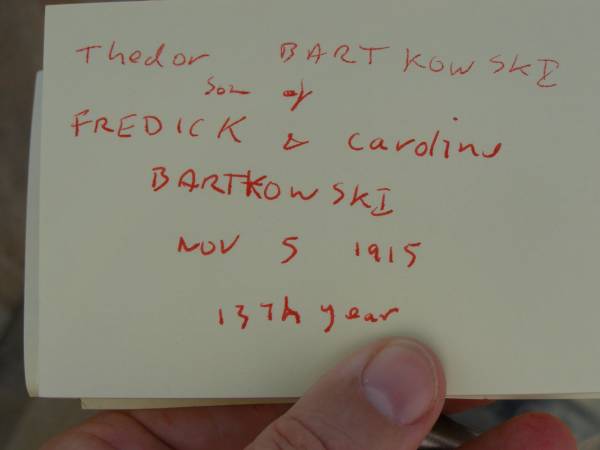 Thedor BARTKOWSKI
son of
FREDICK & Caroline
BARTKOWSKI
NOV 5 1915
13Th year